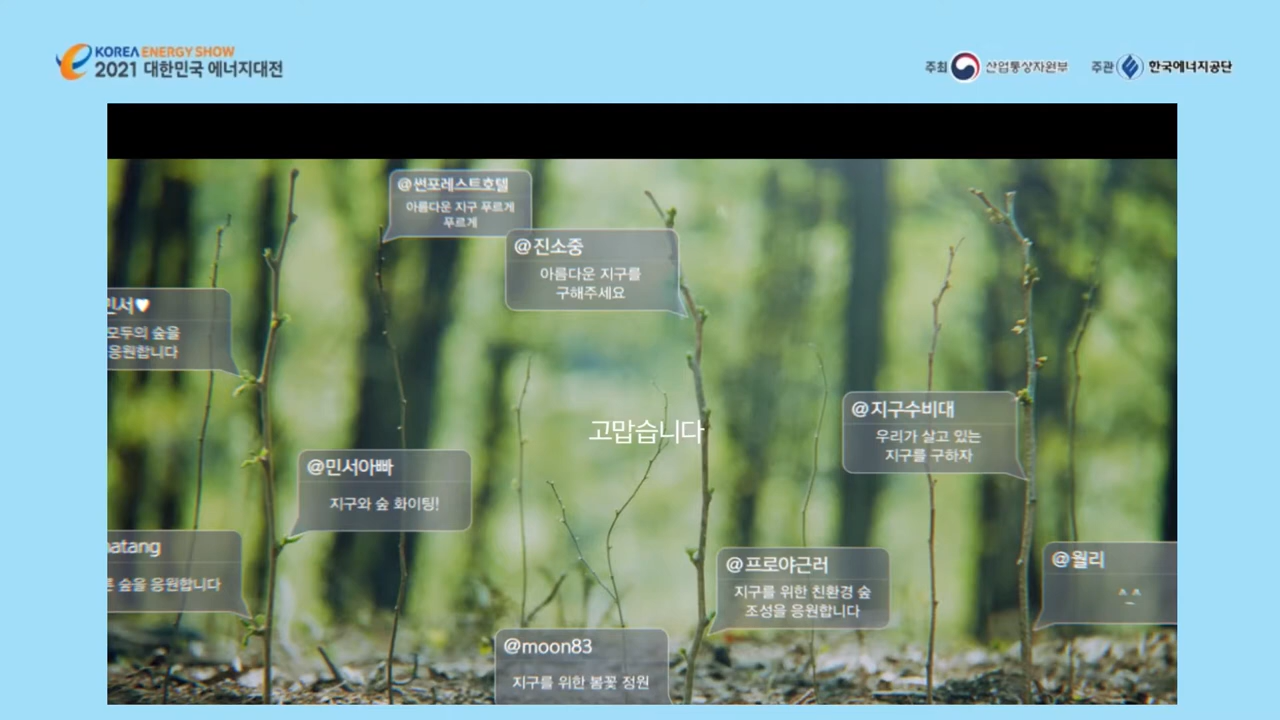 KOREA ENERGY SHOW
2021 대한민국 에너지대전
주최 산업통상자원부 주관 한국에너지공단
@썬포레스트호텔
아름다운 지구 푸르게
푸르게
@진소중
아름다운 지구를
구해주세요
민서♥
모두의 숲을
응원합니다
@지구수비대
우리가 살고 있는
지구를 구하자
고맙습니다
@민서아빠
지구와 숲 화이팅!
atang
숲을 응원합니다
@프로야근러
지구를 위한 친환경 숲
조성을 응원합니다
@월리
^_^
@moon83
지구를 위한 봄꽃 정원